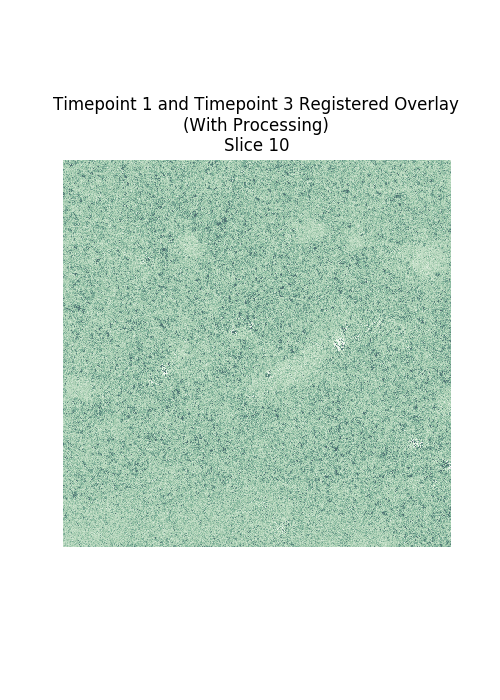 Timepoint 1 and Timepoint 3 Registered Overlay
(With Processing)
Slice 10